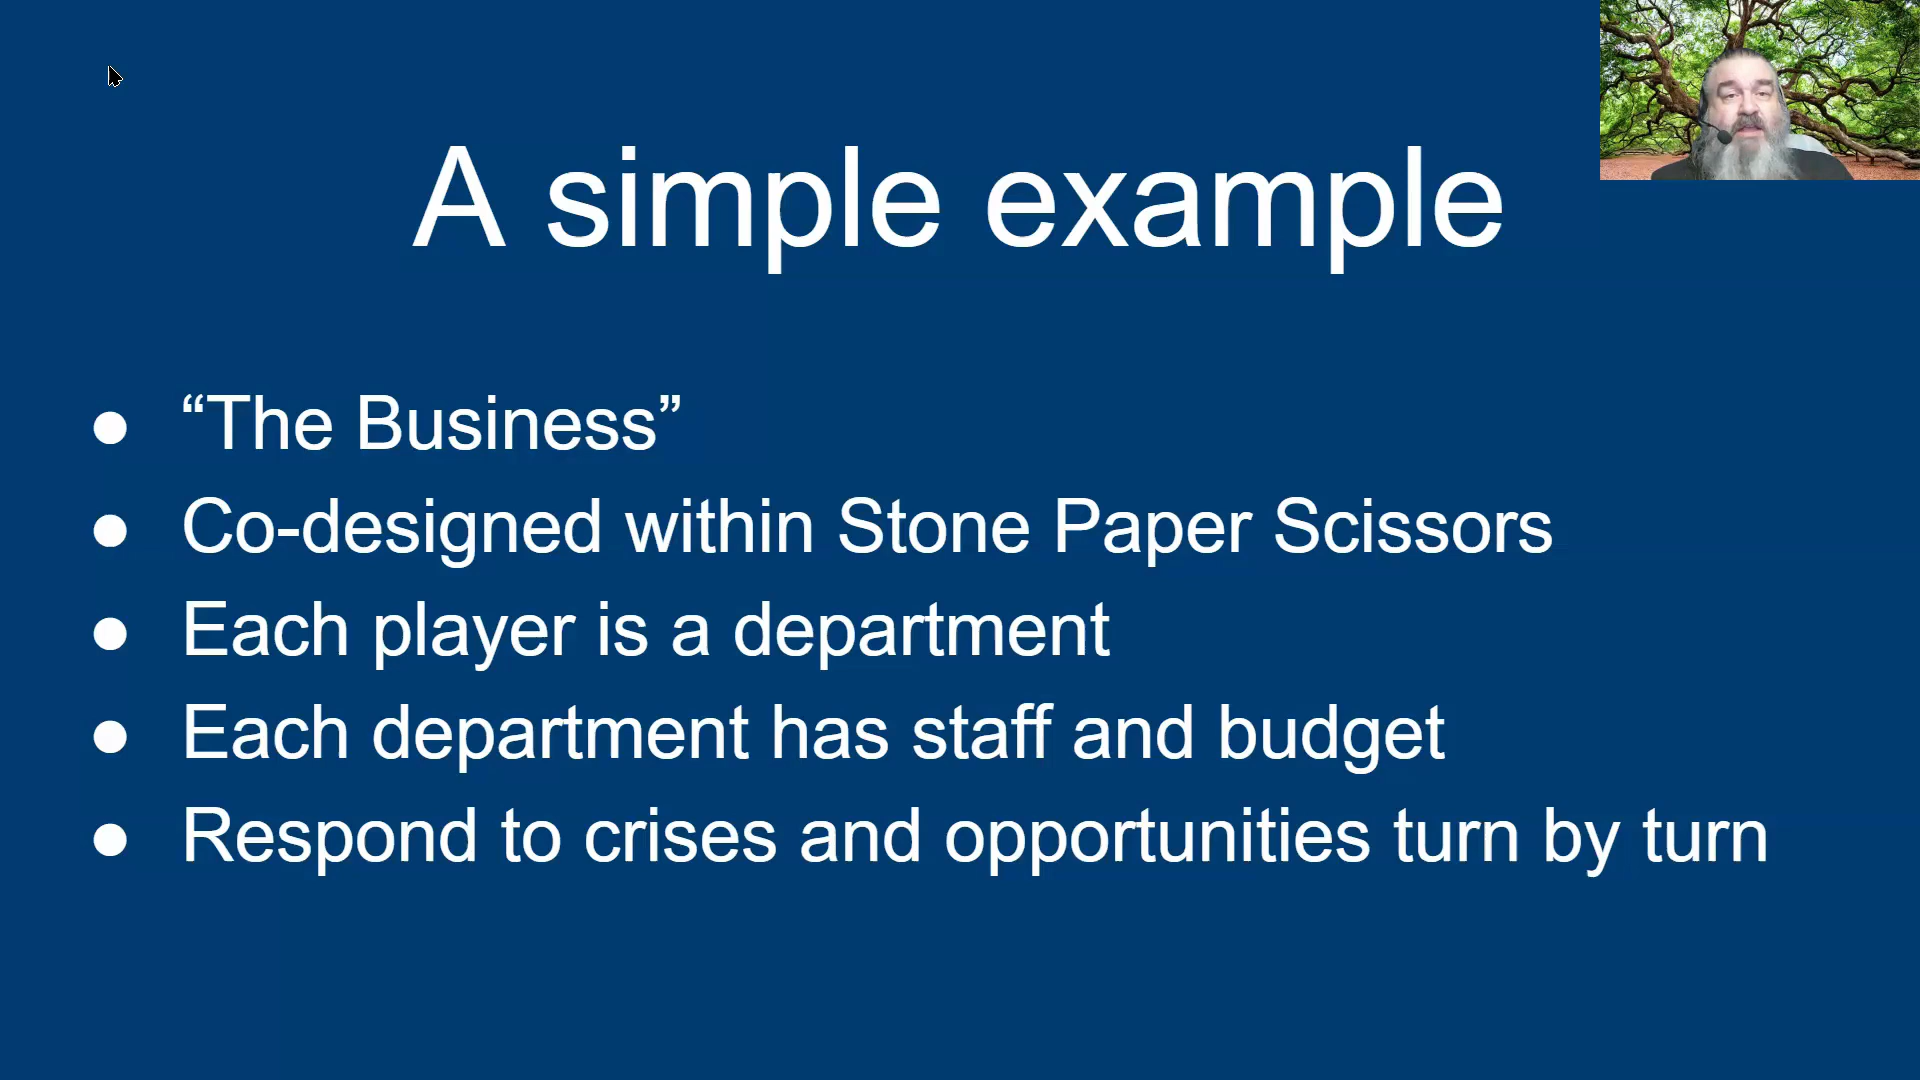 A simple example
● “The Business”
● Co-designed within Stone Paper Scissors
● Each player is a department
● Each department has staff and budget
● Respond to crises and opportunities turn by turn